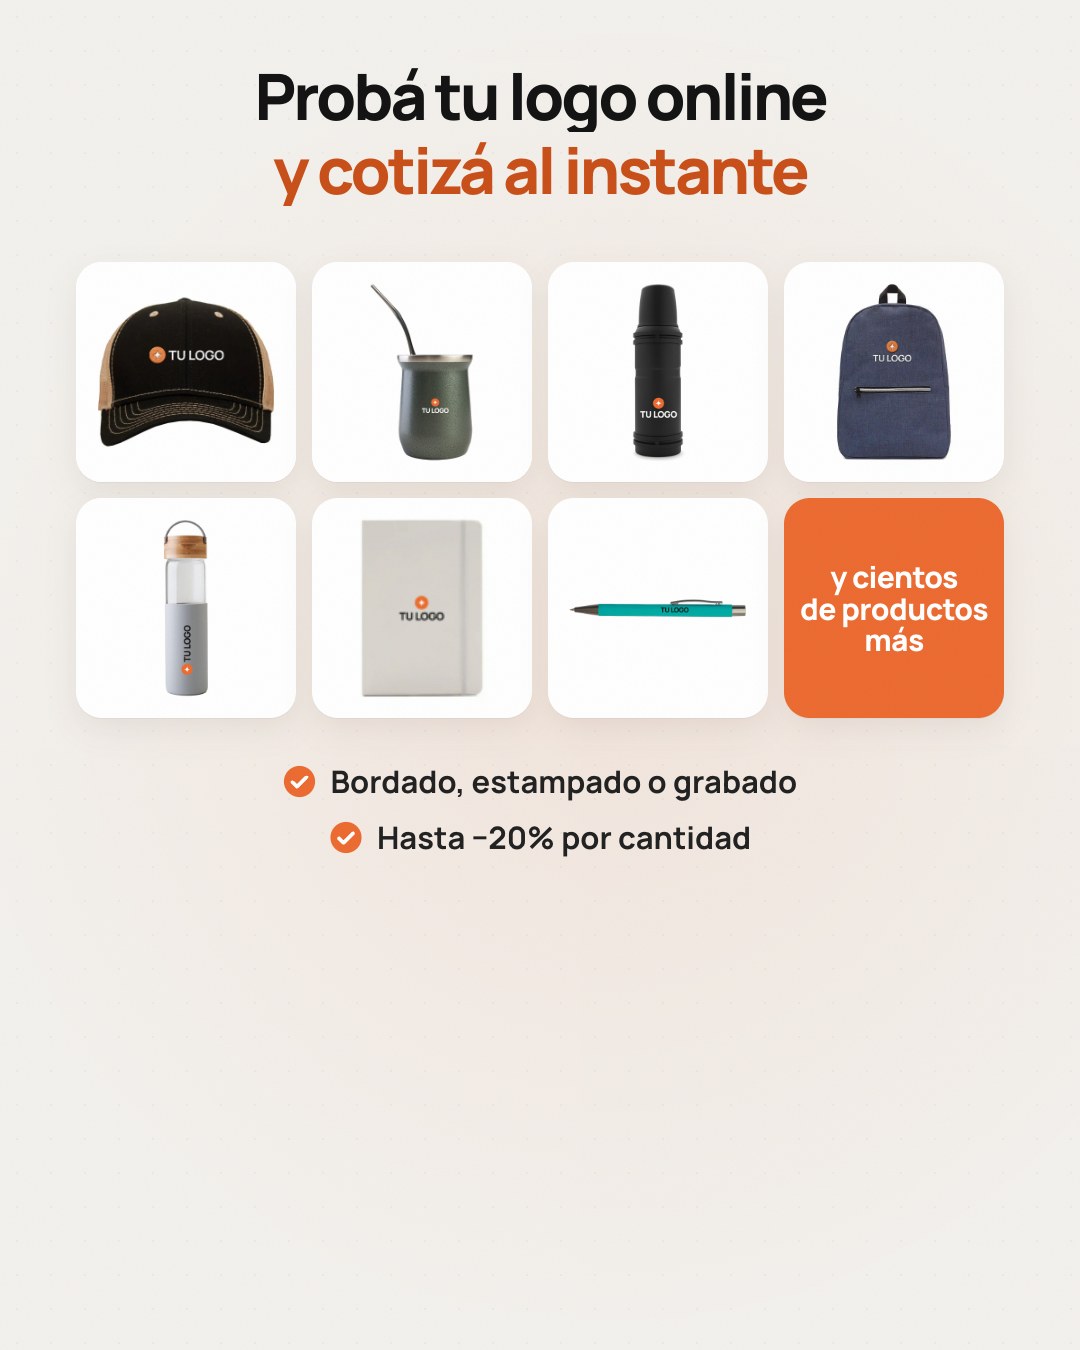 Probá tu logo online
y cotizá al instante
TU LOGO
TU LOGO
TU LOGO
TU LOGO
TU LOGO
TU LOGO
TU LOGO
y cientos
de productos
más
Bordado, estampado o grabado
Hasta −20% por cantidad